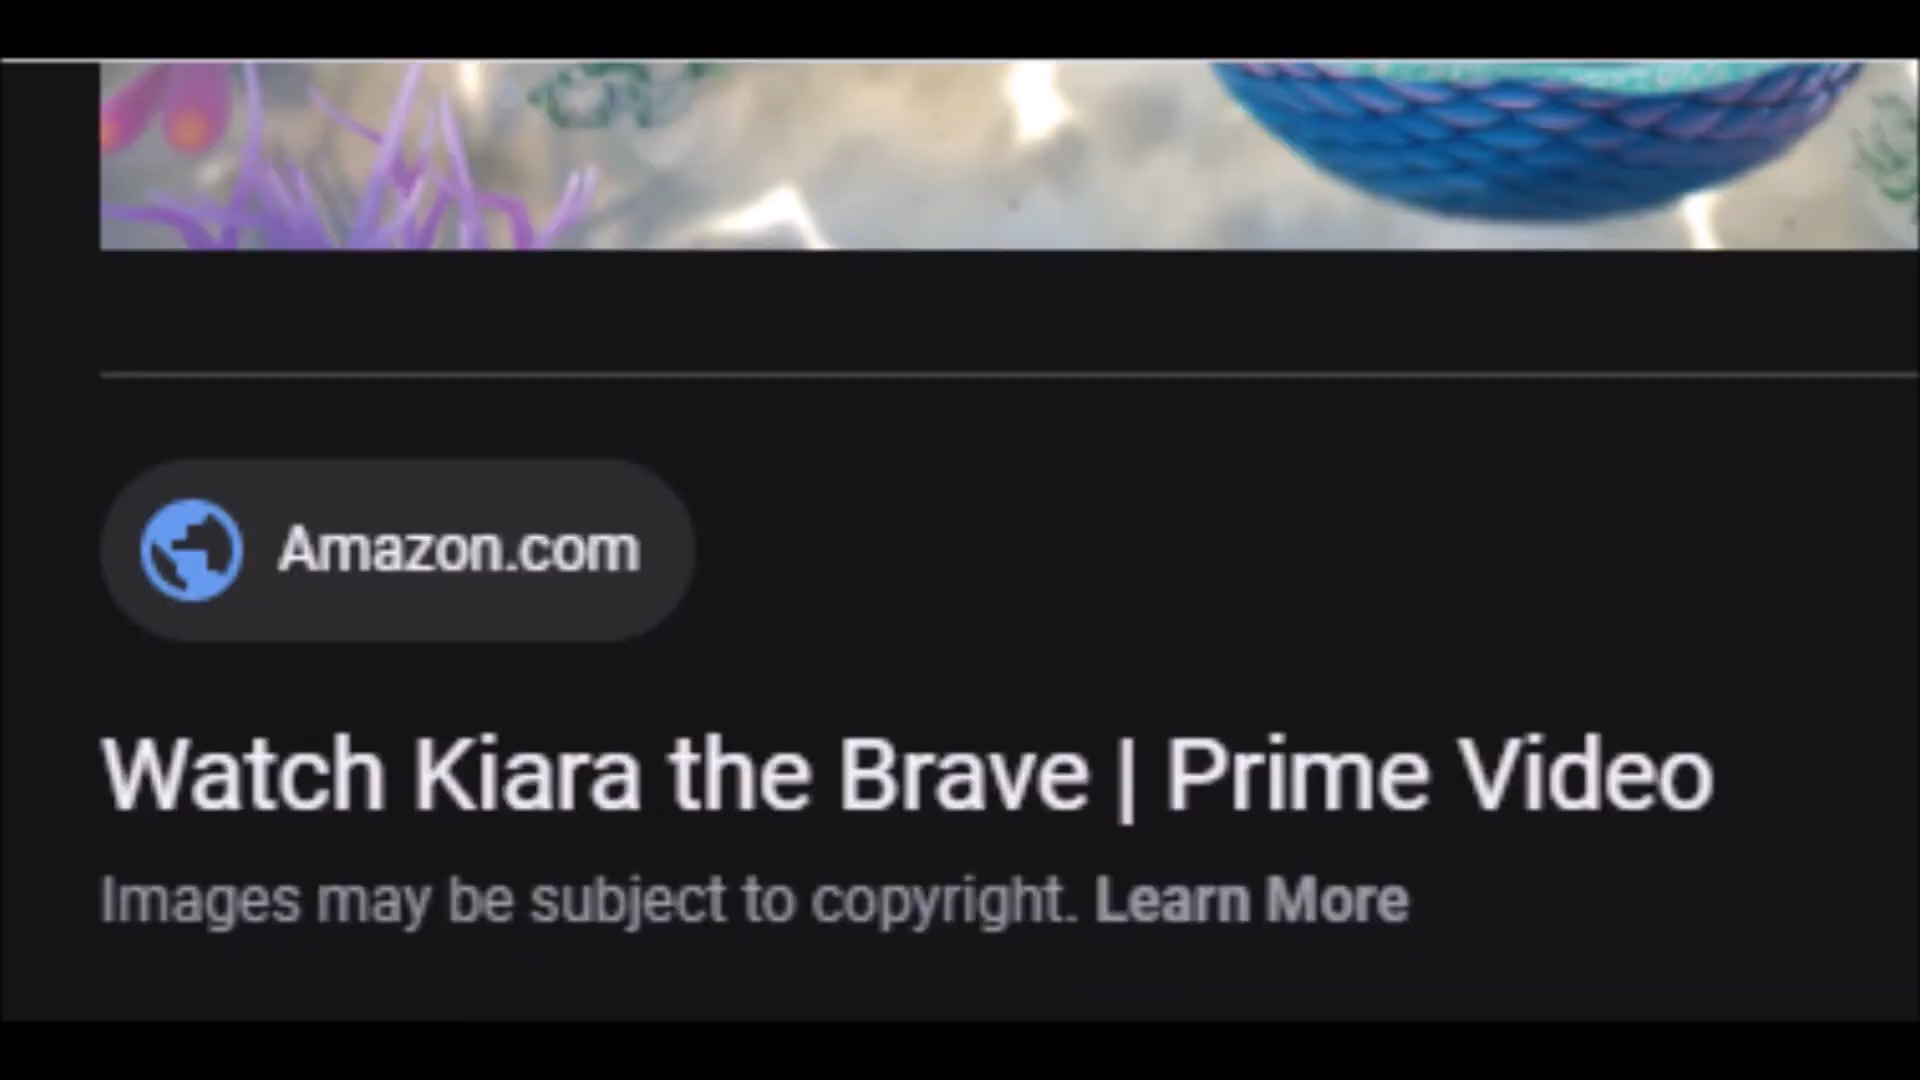 Amazon.com
Watch Kiara the Brave | Prime Video
Images may be subject to copyright. Learn More